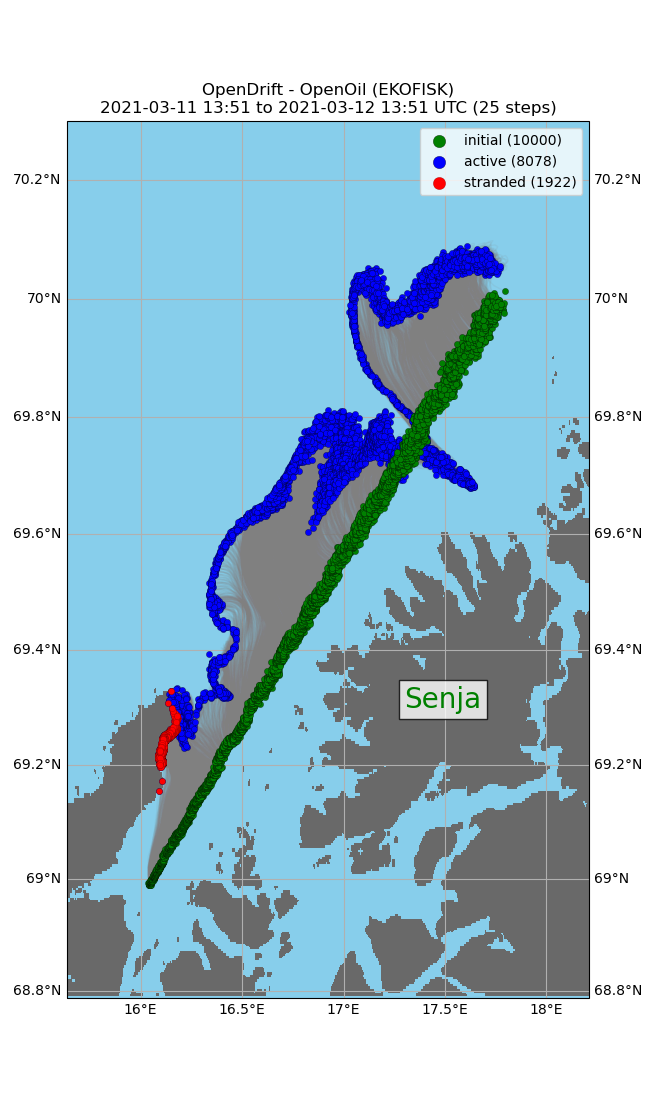 OpenDrift - OpenOil (EKOFISK)
2021-03-11 13:51 to 2021-03-12 13:51 UTC (25 steps)
initial (10000)
active (8078)
stranded (1922)
70.2°N 70.2°N
70°N 70°N
69.8°N 69.8°N
69.6°N 69.6°N
69.4°N 69.4°N
Senja
69.2°N 69.2°N
69°N 69°N
68.8°N 68.8°N
16°E 16.5°E 17°E 17.5°E 18°E